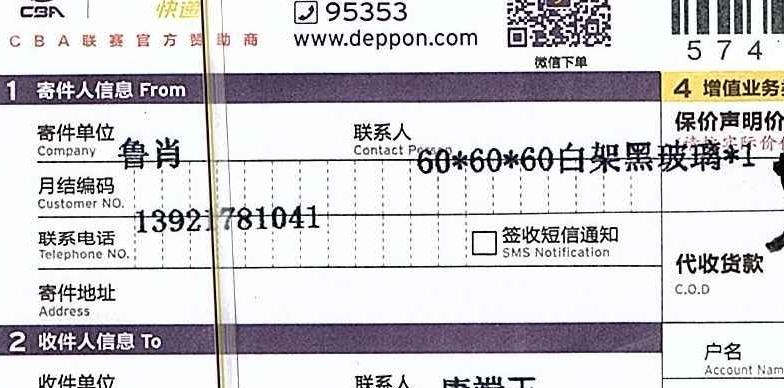 CBA 快递
95353
CBA联赛官方赞助商
www.deppon.com
微信下单
574
1 寄件人信息 From
4 增值业务
寄件单位
Company
鲁肖
联系人
Contact Person
60*60*60白架黑玻璃*1
保价声明价
月结编码
Customer NO.
13921781041
联系电话
Telephone NO.
签收短信通知
SMS Notification
代收货款
C.O.D
寄件地址
Address
2 收件人信息 To
户名
Account Nam
收件单位
联系人